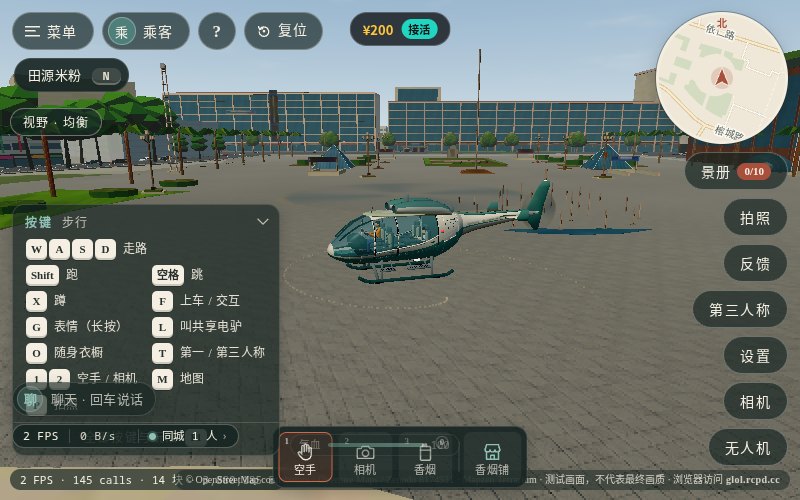 菜单
乘 乘客
?
复位
¥200 接活
田源米粉 N
视野 · 均衡
北
榕城路
景册 0/10
拍照
反馈
第三人称
设置
相机
无人机
按键 步行
W A S D 走路
Shift 跑
空格 跳
X 蹲
F 上车 / 交互
G 表情（长按）
L 叫共享电驴
O 随身衣橱
T 第一 / 第三人称
1 2 空手 / 相机
M 地图
聊 聊天 · 回车说话
2 FPS 0 B/s 同城 1 人 ›
1 空手
2 相机
3 香烟
香烟铺
2 FPS · 145 calls · 14 块
© OpenStreetMap
· 测试画面，不代表最终画质 · 浏览器访问 glol.rcpd.cc